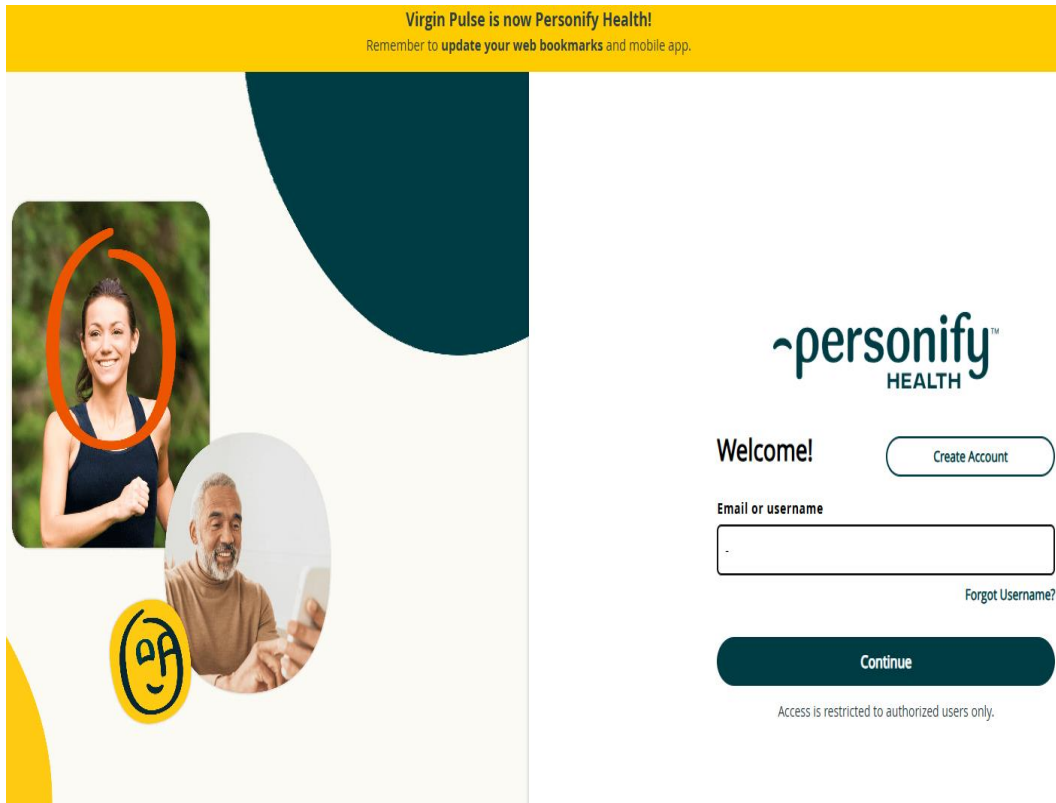 Virgin Pulse is now Personify Health!
Remember to update your web bookmarks and mobile app.
personify™
HEALTH
Welcome!
Create Account
Email or username
-
Forgot Username?
Continue
Access is restricted to authorized users only.